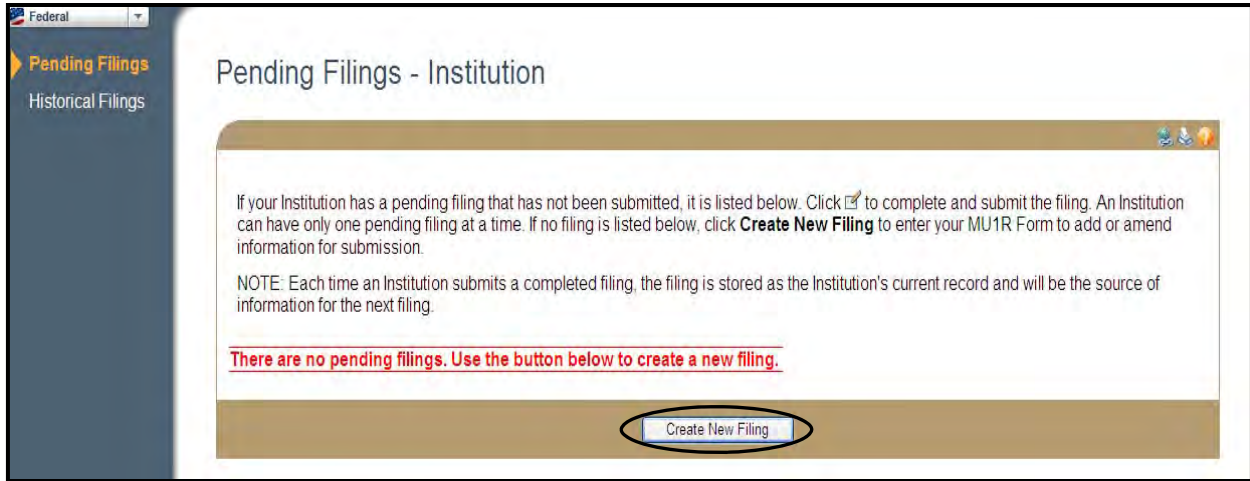 Federal
Pending Filings
Historical Filings
Pending Filings - Institution
If your Institution has a pending filing that has not been submitted, it is listed below. Click to complete and submit the filing. An Institution
can have only one pending filing at a time. If no filing is listed below, click Create New Filing to enter your MU1R Form to add or amend
information for submission.
NOTE: Each time an Institution submits a completed filing, the filing is stored as the Institution's current record and will be the source of
information for the next filing.
There are no pending filings. Use the button below to create a new filing.
Create New Filing